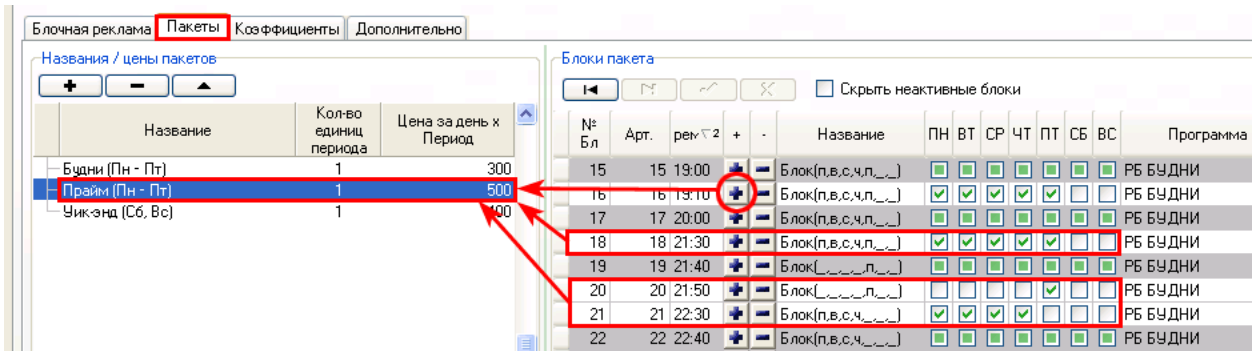 Блочная реклама Пакеты Коэффициенты Дополнительно
Названия / цены пакетов
Название Кол-во единиц периода Цена за день х Период
Будни (Пн - Пт) 1 300
Прайм (Пн - Пт) 1 500
Уик-энд (Сб, Вс) 1 400
Блоки пакета
Скрыть неактивные блоки
№ Бл Арт. рем 2 + - Название ПН ВТ СР ЧТ ПТ СБ ВС Программа
15 15 19:00 Блок(п,в,с,ч,п,_,_) РБ БУДНИ
16 16 19:10 Блок(п,в,с,ч,п,_,_) РБ БУДНИ
17 17 20:00 Блок(п,в,с,ч,п,_,_) РБ БУДНИ
18 18 21:30 Блок(п,в,с,ч,п,_,_) РБ БУДНИ
19 19 21:40 Блок(_,_,_,_,п,_,_) РБ БУДНИ
20 20 21:50 Блок(_,_,_,_,п,_,_) РБ БУДНИ
21 21 22:30 Блок(п,в,с,ч,_,_,_) РБ БУДНИ
22 22 22:40 Блок(п,в,с,ч,_,_,_) РБ БУДНИ